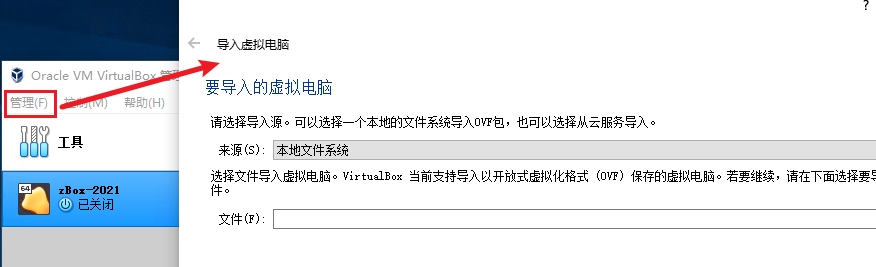 ?
导入虚拟电脑
Oracle VM VirtualBox 管
管理(F) 控制(M) 帮助(H)
要导入的虚拟电脑
请选择导入源。可以选择一个本地的文件系统导入OVF包，也可以选择从云服务导入。
工具
来源(S): 本地文件系统
选择文件导入虚拟电脑。VirtualBox 当前支持导入以开放式虚拟化格式 (OVF) 保存的虚拟电脑。若要继续，请在下面选择要导
件。
64
zBox-2021
已关闭
文件(F):